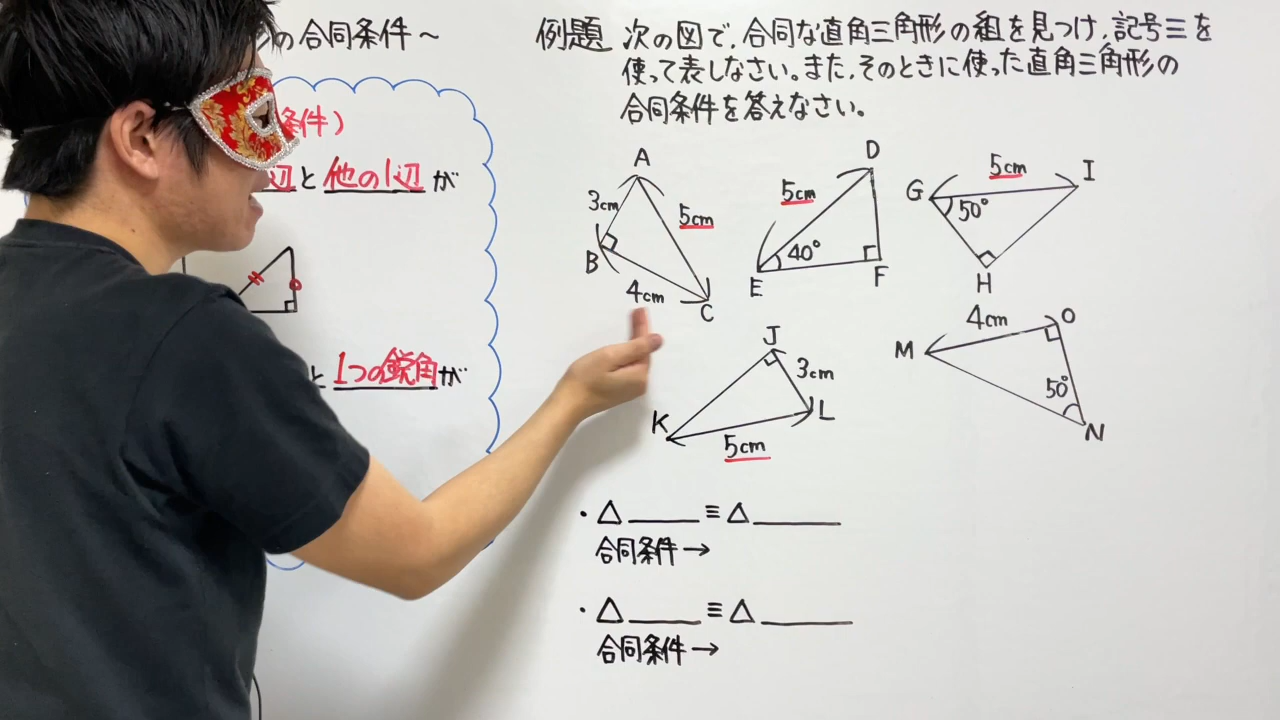 の合同条件～
条件)
辺と他の1辺が
と1つの鋭角が
例題 次の図で、合同な直角三角形の組を見つけ、記号≡を
使って表しなさい。また、そのときに使った直角三角形の
合同条件を答えなさい。
A
3cm
5cm
B
4cm
C
D
5cm
40°
E
F
5cm
G
I
50°
H
J
3cm
K
L
5cm
4cm
O
M
50°
N
・△____≡△____
合同条件→
・△____≡△____
合同条件→